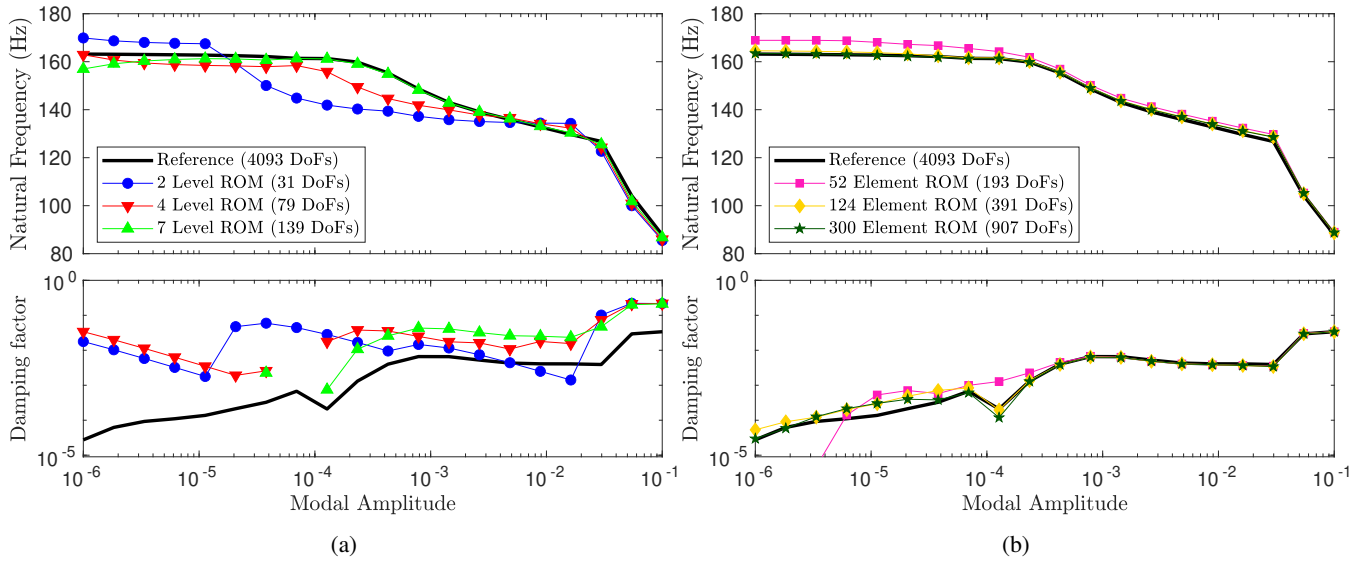 Natural Frequency (Hz)
180
160
140
120
100
80
Reference (4093 DoFs)
2 Level ROM (31 DoFs)
4 Level ROM (79 DoFs)
7 Level ROM (139 DoFs)
Damping factor
10^0
10^-5
10^-6
10^-5
10^-4
10^-3
10^-2
10^-1
Modal Amplitude
(a)
Natural Frequency (Hz)
180
160
140
120
100
80
Reference (4093 DoFs)
52 Element ROM (193 DoFs)
124 Element ROM (391 DoFs)
300 Element ROM (907 DoFs)
Damping factor
10^0
10^-5
10^-6
10^-5
10^-4
10^-3
10^-2
10^-1
Modal Amplitude
(b)